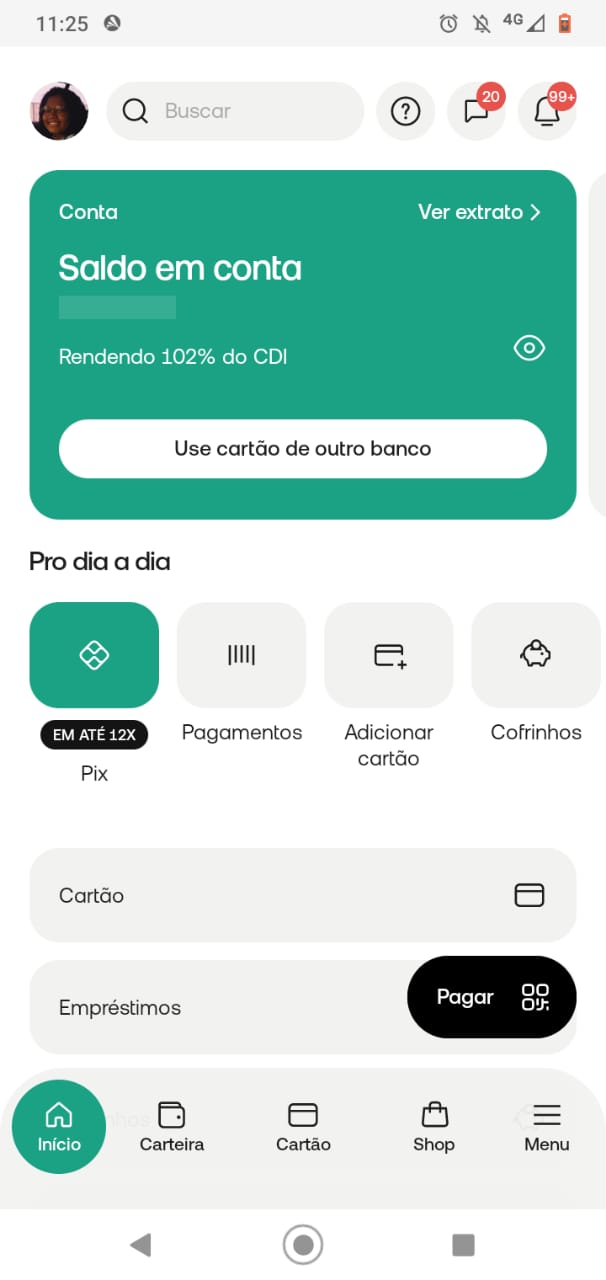 11:25
4G
Buscar
20
99+
Conta
Ver extrato
Saldo em conta
Rendendo 102% do CDI
Use cartão de outro banco
Pro dia a dia
EM ATÉ 12X
Pix
Pagamentos
Adicionar
cartão
Cofrinhos
Cartão
Empréstimos
Pagar
Início
Carteira
Cartão
Shop
Menu